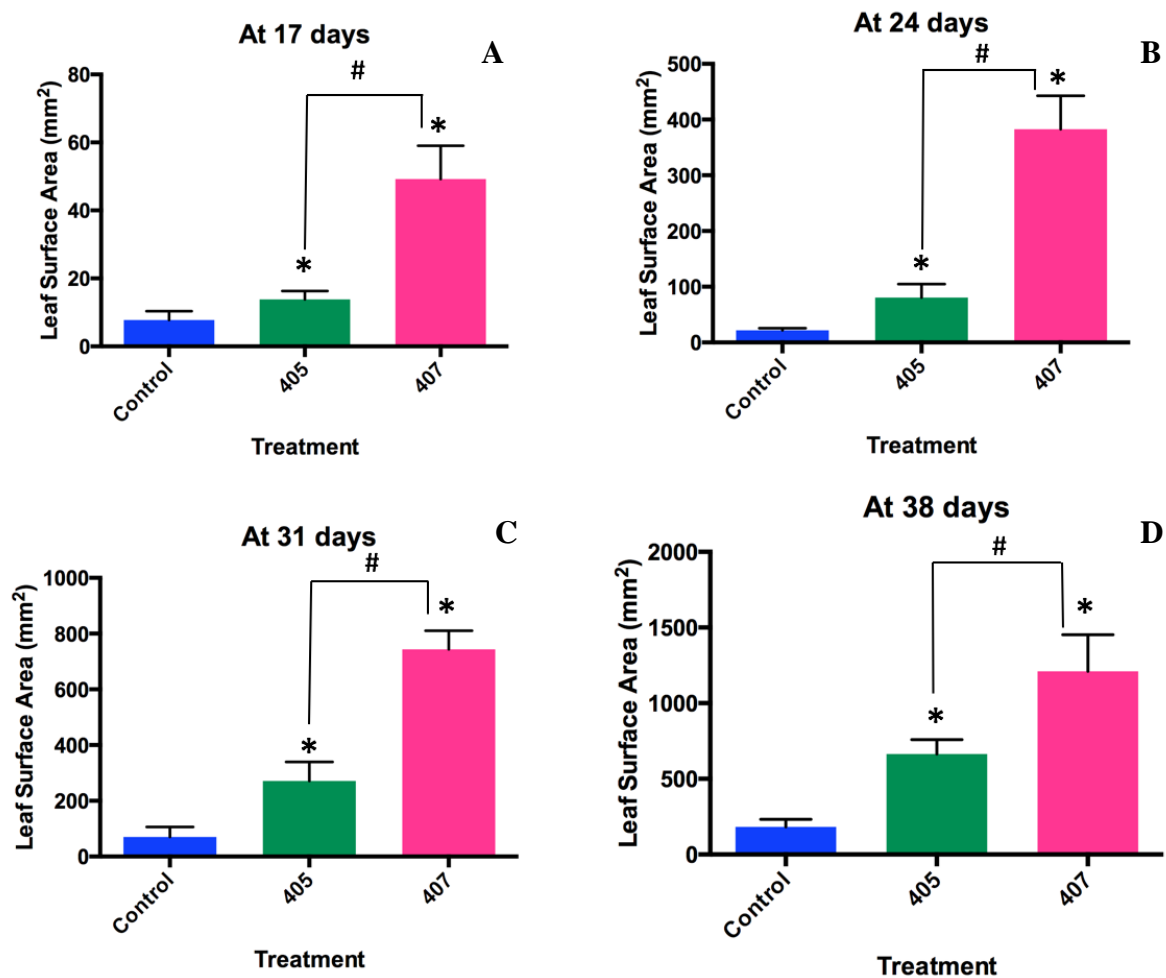 At 17 days
A
Leaf Surface Area (mm²)
80
60
40
20
0
#
*
*
Control
405
407
Treatment
At 24 days
B
Leaf Surface Area (mm²)
500
400
300
200
100
0
#
*
*
Control
405
407
Treatment
At 31 days
C
Leaf Surface Area (mm²)
1000
800
600
400
200
0
#
*
*
Control
405
407
Treatment
At 38 days
D
Leaf Surface Area (mm²)
2000
1500
1000
500
0
#
*
*
Control
405
407
Treatment